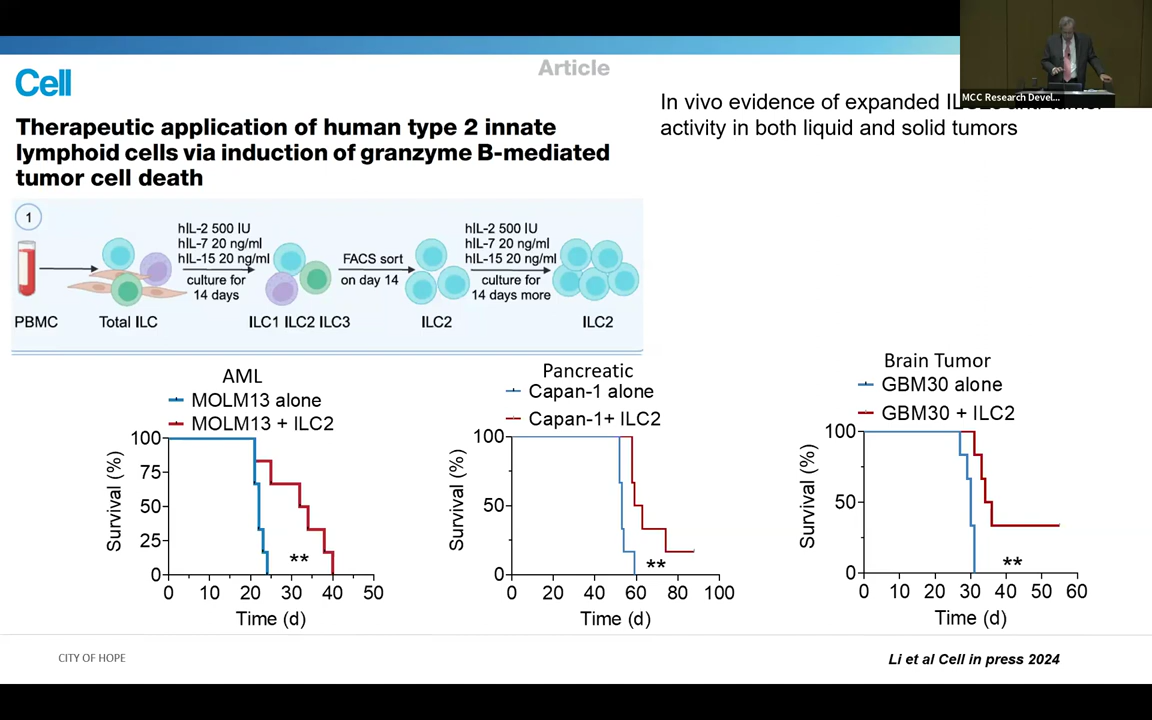 Cell
Article
MCC Research Devel...
In vivo evidence of expanded
activity in both liquid and solid tumors
Therapeutic application of human type 2 innate
lymphoid cells via induction of granzyme B-mediated
tumor cell death
1
hIL-2 500 IU
hIL-7 20 ng/ml
hIL-15 20 ng/ml
culture for
14 days
FACS sort
on day 14
hIL-2 500 IU
hIL-7 20 ng/ml
hIL-15 20 ng/ml
culture for
14 days more
PBMC
Total ILC
ILC1 ILC2 ILC3
ILC2
ILC2
AML
MOLM13 alone
MOLM13 + ILC2
Survival (%)
100
75
50
25
0
**
0 10 20 30 40 50
Time (d)
Pancreatic
Capan-1 alone
Capan-1+ ILC2
Survival (%)
100
50
0
**
0 20 40 60 80 100
Time (d)
Brain Tumor
GBM30 alone
GBM30 + ILC2
Survival (%)
100
50
0
**
0 10 20 30 40 50 60
Time (d)
CITY OF HOPE
Li et al Cell in press 2024